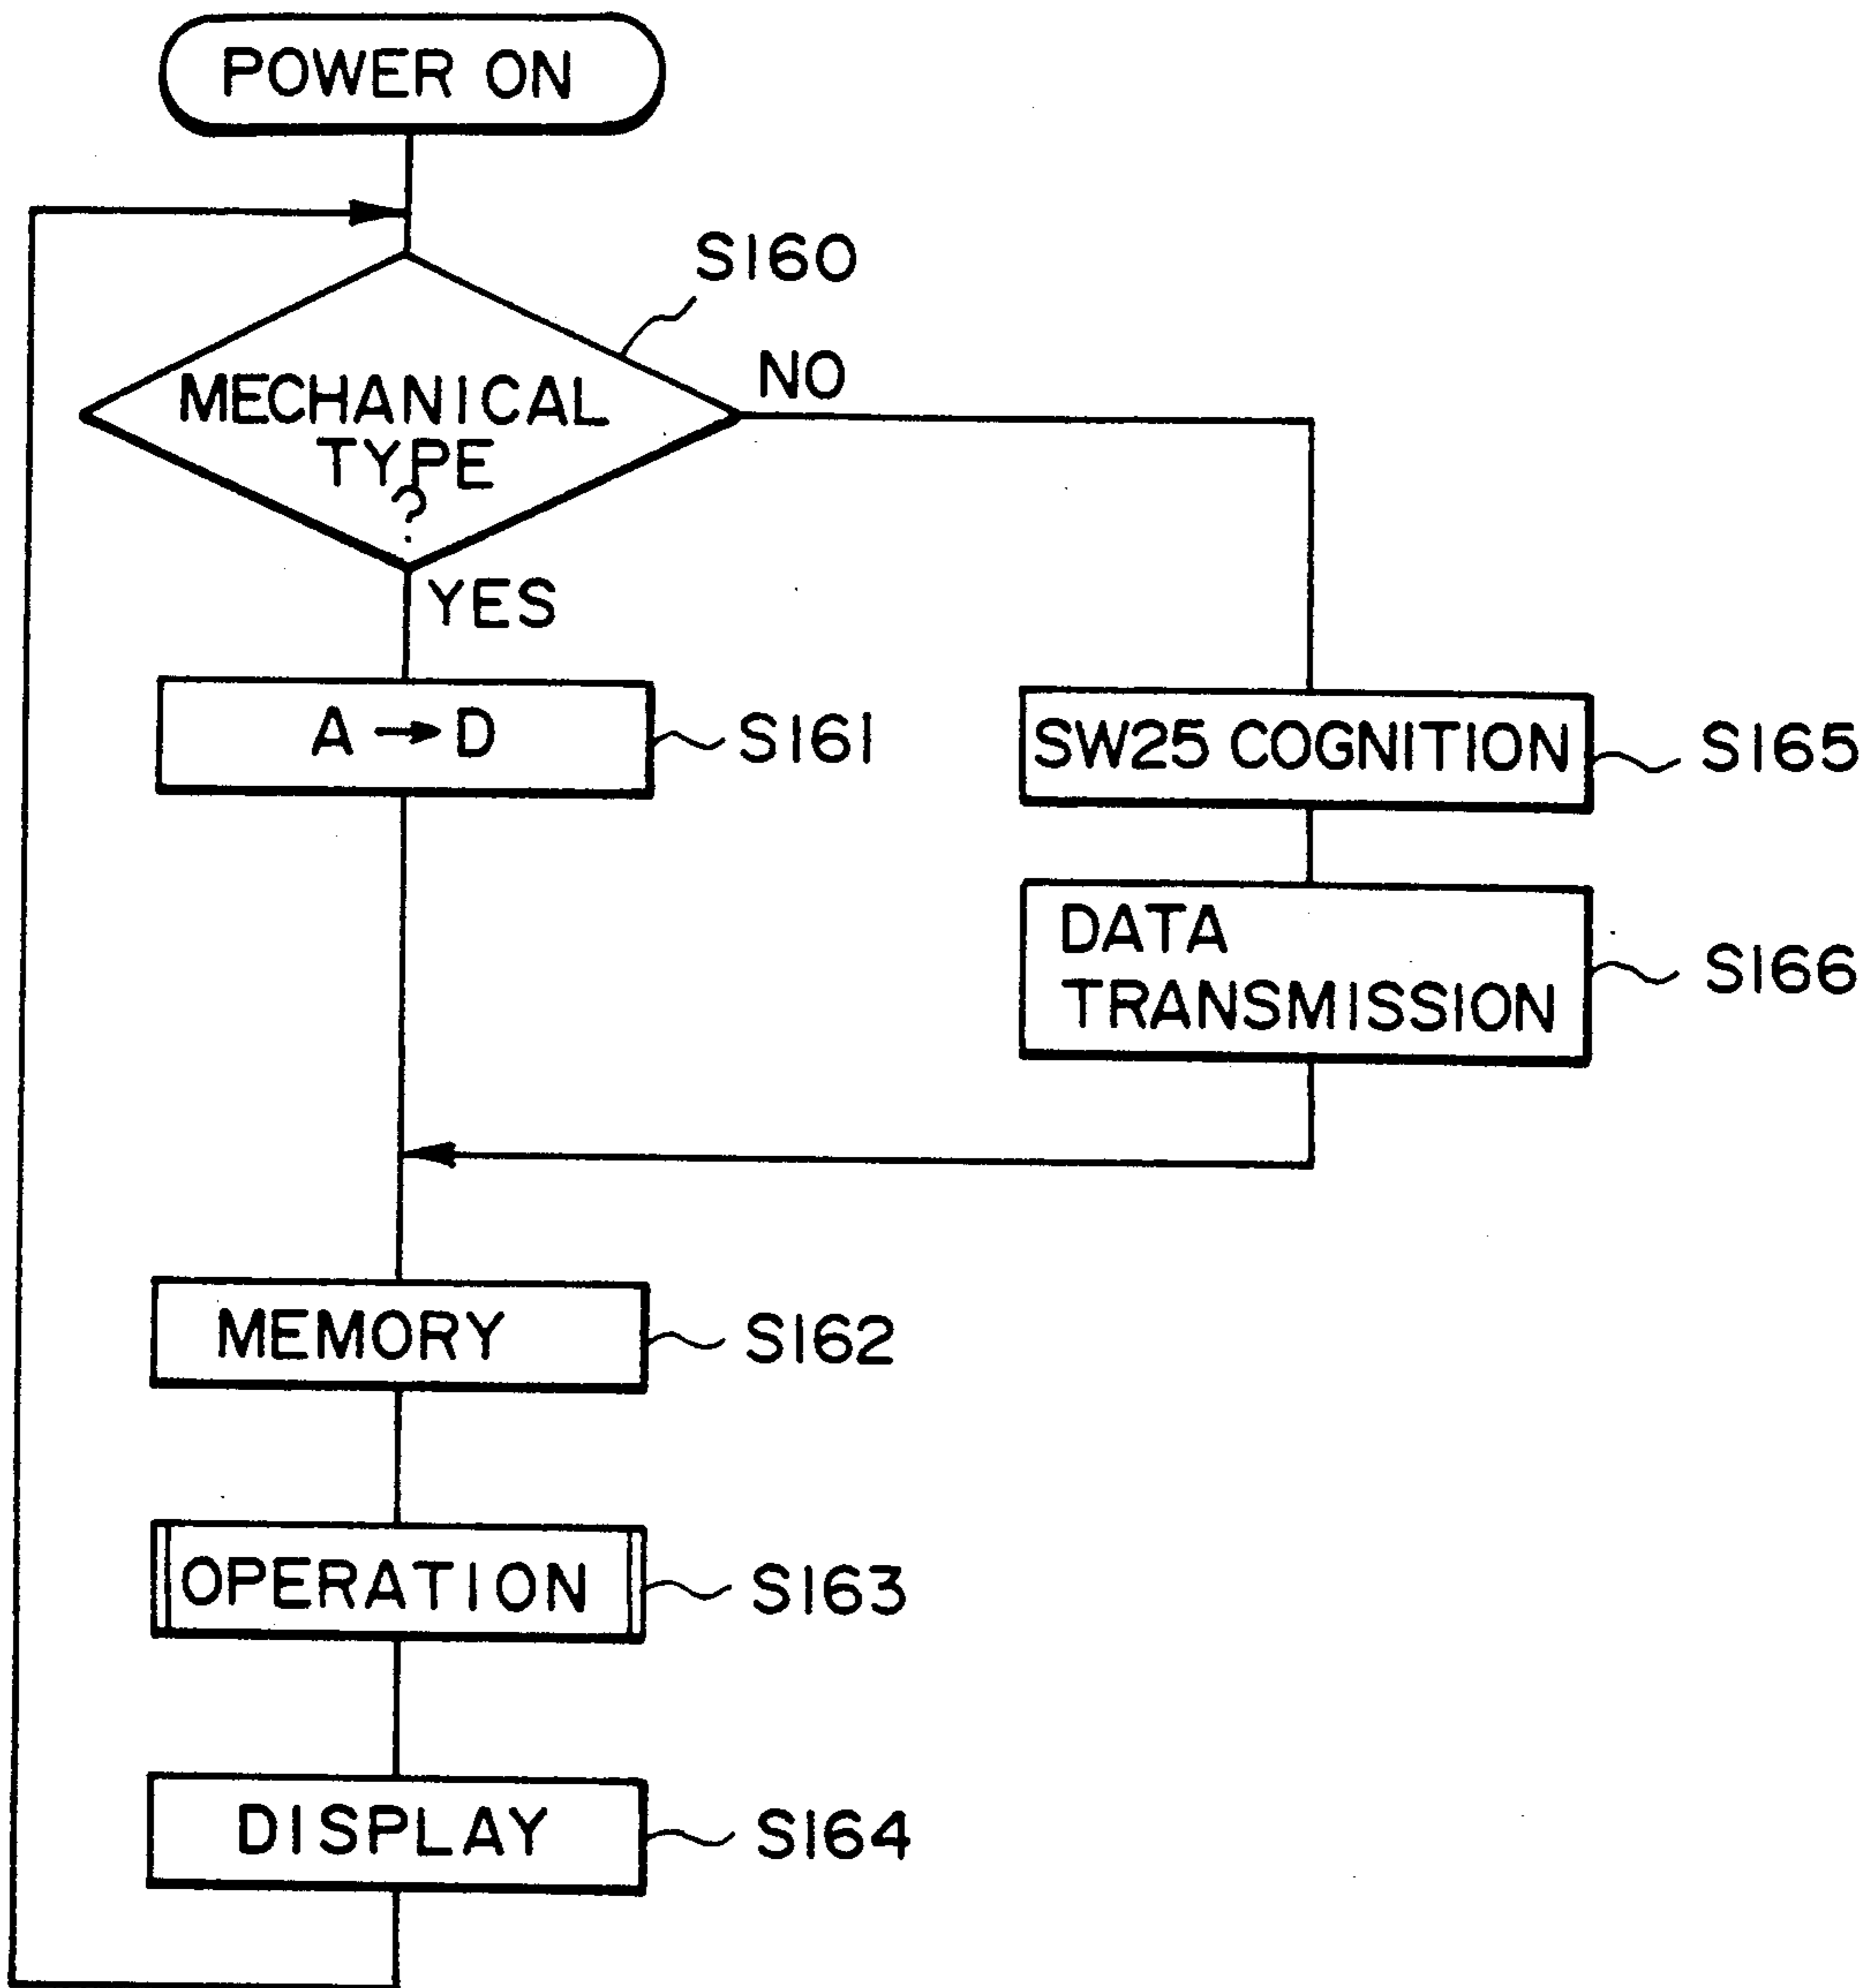 POWER ON
S160
MECHANICAL
TYPE
?
NO
YES
A → D
S161
SW25 COGNITION
S165
DATA
TRANSMISSION
S166
MEMORY
S162
OPERATION
S163
DISPLAY
S164